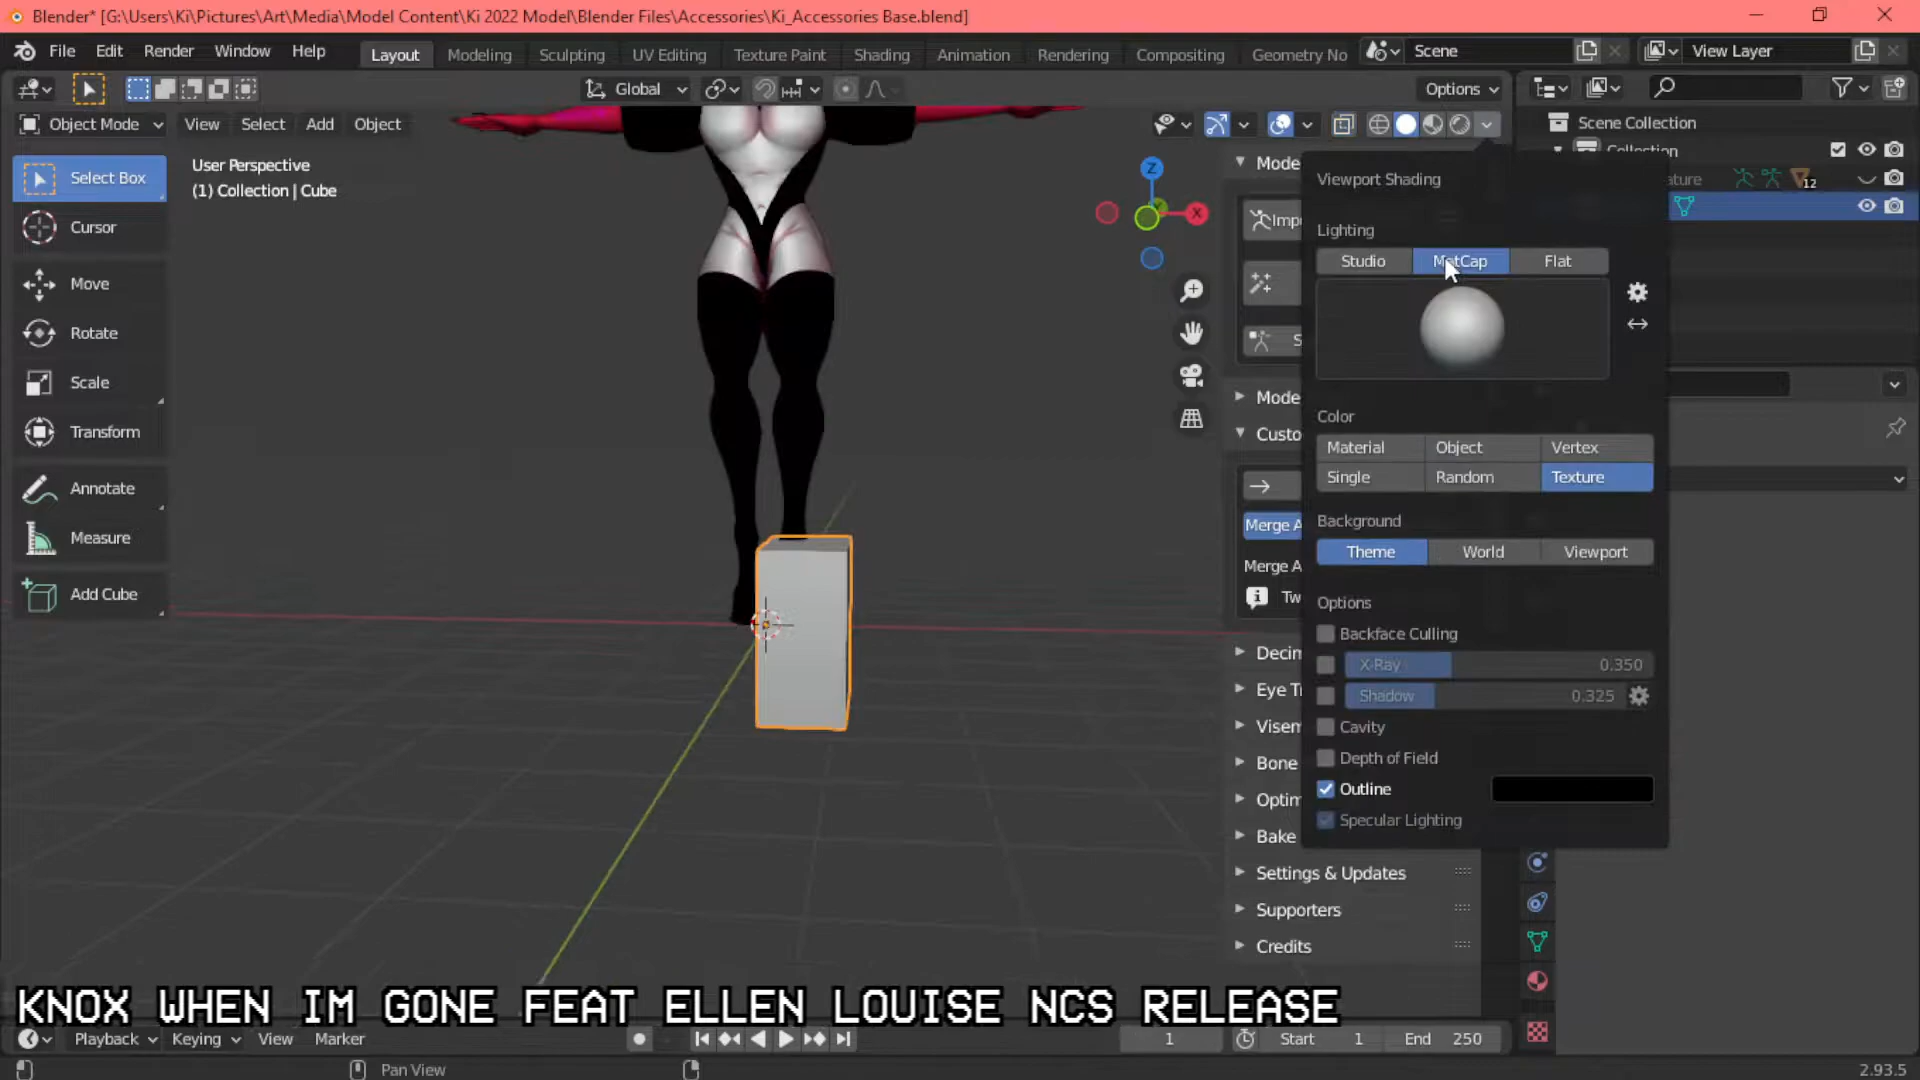 Blender* [G:\Users\Ki\Pictures\Art\Media\Model Content\Ki 2022 Model\Blender Files\Accessories\Ki_Accessories Base.blend]
File Edit Render Window Help
Layout Modeling Sculpting UV Editing Texture Paint Shading Animation Rendering Compositing Geometry No
Scene
View Layer
Global
Options
Object Mode View Select Add Object
Scene Collection
Collection
ature
12
Select Box
Cursor
Move
Rotate
Scale
Transform
Annotate
Measure
Add Cube
User Perspective
(1) Collection | Cube
Z
X
Mode
Impo
S
Mode
Custo
Merge A
Merge A
Tw
Decim
Eye T
Visem
Bone
Optim
Bake
Settings & Updates
Supporters
Credits
Viewport Shading
Lighting
Studio MatCap Flat
Color
Material Object Vertex
Single Random Texture
Background
Theme World Viewport
Options
Backface Culling
X-Ray 0.350
Shadow 0.325
Cavity
Depth of Field
Outline
Specular Lighting
KNOX WHEN IM GONE FEAT ELLEN LOUISE NCS RELEASE
Playback Keying View Marker
1 Start 1 End 250
Pan View
2.93.5